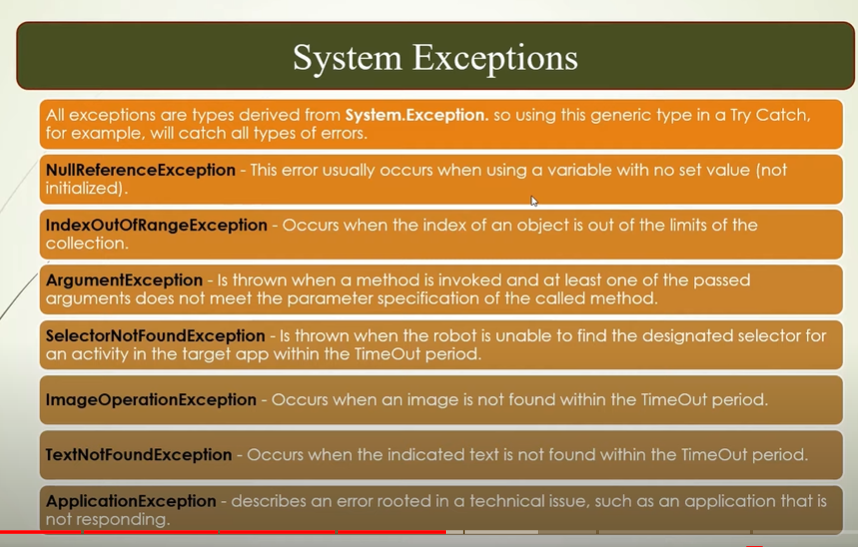 System Exceptions
All exceptions are types derived from System.Exception. so using this generic type in a Try Catch,
for example, will catch all types of errors.
NullReferenceException - This error usually occurs when using a variable with no set value (not
initialized).
IndexOutOfRangeException - Occurs when the index of an object is out of the limits of the
collection.
ArgumentException - Is thrown when a method is invoked and at least one of the passed
arguments does not meet the parameter specification of the called method.
SelectorNotFoundException - Is thrown when the robot is unable to find the designated selector for
an activity in the target app within the TimeOut period.
ImageOperationException - Occurs when an image is not found within the TimeOut period.
TextNotFoundException - Occurs when the indicated text is not found within the TimeOut period.
ApplicationException - describes an error rooted in a technical issue, such as an application that is
not responding.